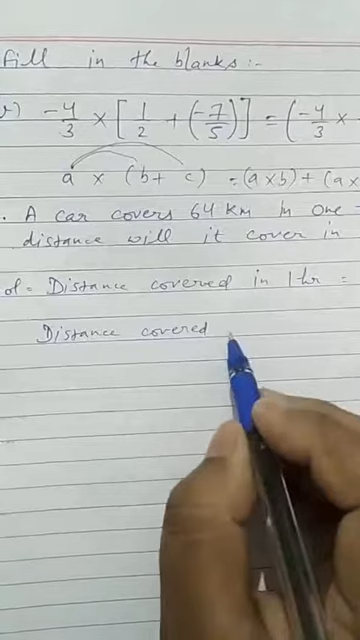 fill in the blanks :-
-4/3 × [1/2 + (-7/5)] = (-4/3 ×
a × (b + c) = (a × b) + (a ×
. A car covers 64 Km in one
distance will it cover in
Distance covered in 1 hr =
Distance covered